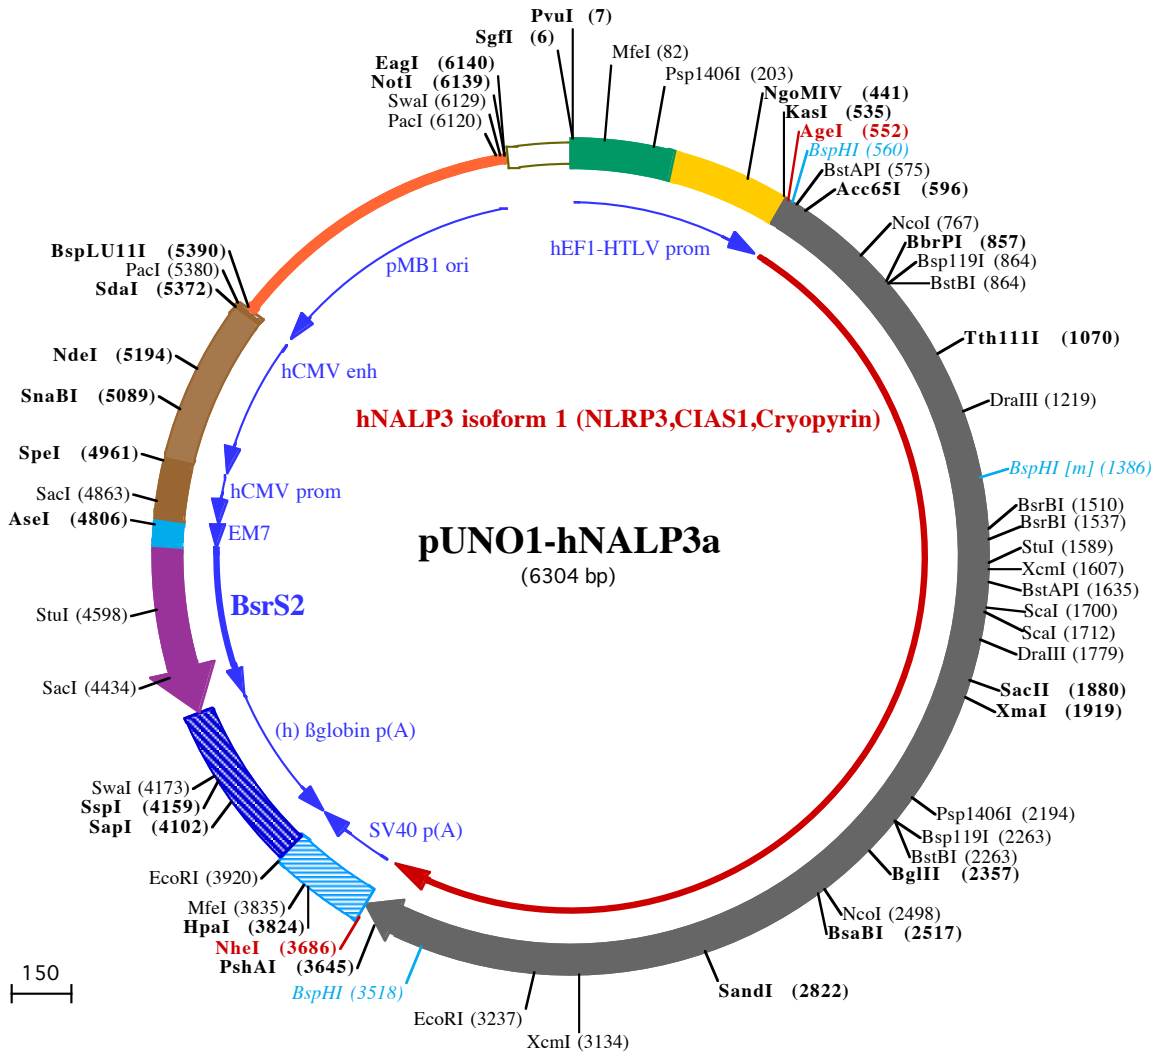 PvuI (7)
SgfI (6)
MfeI (82)
Psp1406I (203)
NgoMIV (441)
KasI (535)
AgeI (552)
BspHI (560)
BstAPI (575)
Acc65I (596)
NcoI (767)
BbrPI (857)
Bsp119I (864)
BstBI (864)
Tth111I (1070)
DraIII (1219)
BspHI [m] (1386)
BsrBI (1510)
BsrBI (1537)
StuI (1589)
XcmI (1607)
BstAPI (1635)
ScaI (1700)
ScaI (1712)
DraIII (1779)
SacII (1880)
XmaI (1919)
Psp1406I (2194)
Bsp119I (2263)
BstBI (2263)
BglII (2357)
NcoI (2498)
BsaBI (2517)
SandI (2822)
XcmI (3134)
EcoRI (3237)
BspHI (3518)
PshAI (3645)
NheI (3686)
HpaI (3824)
MfeI (3835)
EcoRI (3920)
SapI (4102)
SspI (4159)
SwaI (4173)
SacI (4434)
StuI (4598)
AseI (4806)
SacI (4863)
SpeI (4961)
SnaBI (5089)
NdeI (5194)
SdaI (5372)
PacI (5380)
BspLU11I (5390)
PacI (6120)
SwaI (6129)
NotI (6139)
EagI (6140)
hEF1-HTLV prom
pMB1 ori
hCMV enh
hNALP3 isoform 1 (NLRP3,CIAS1,Cryopyrin)
hCMV prom
EM7
pUNO1-hNALP3a
(6304 bp)
BsrS2
(h) ßglobin p(A)
SV40 p(A)
150